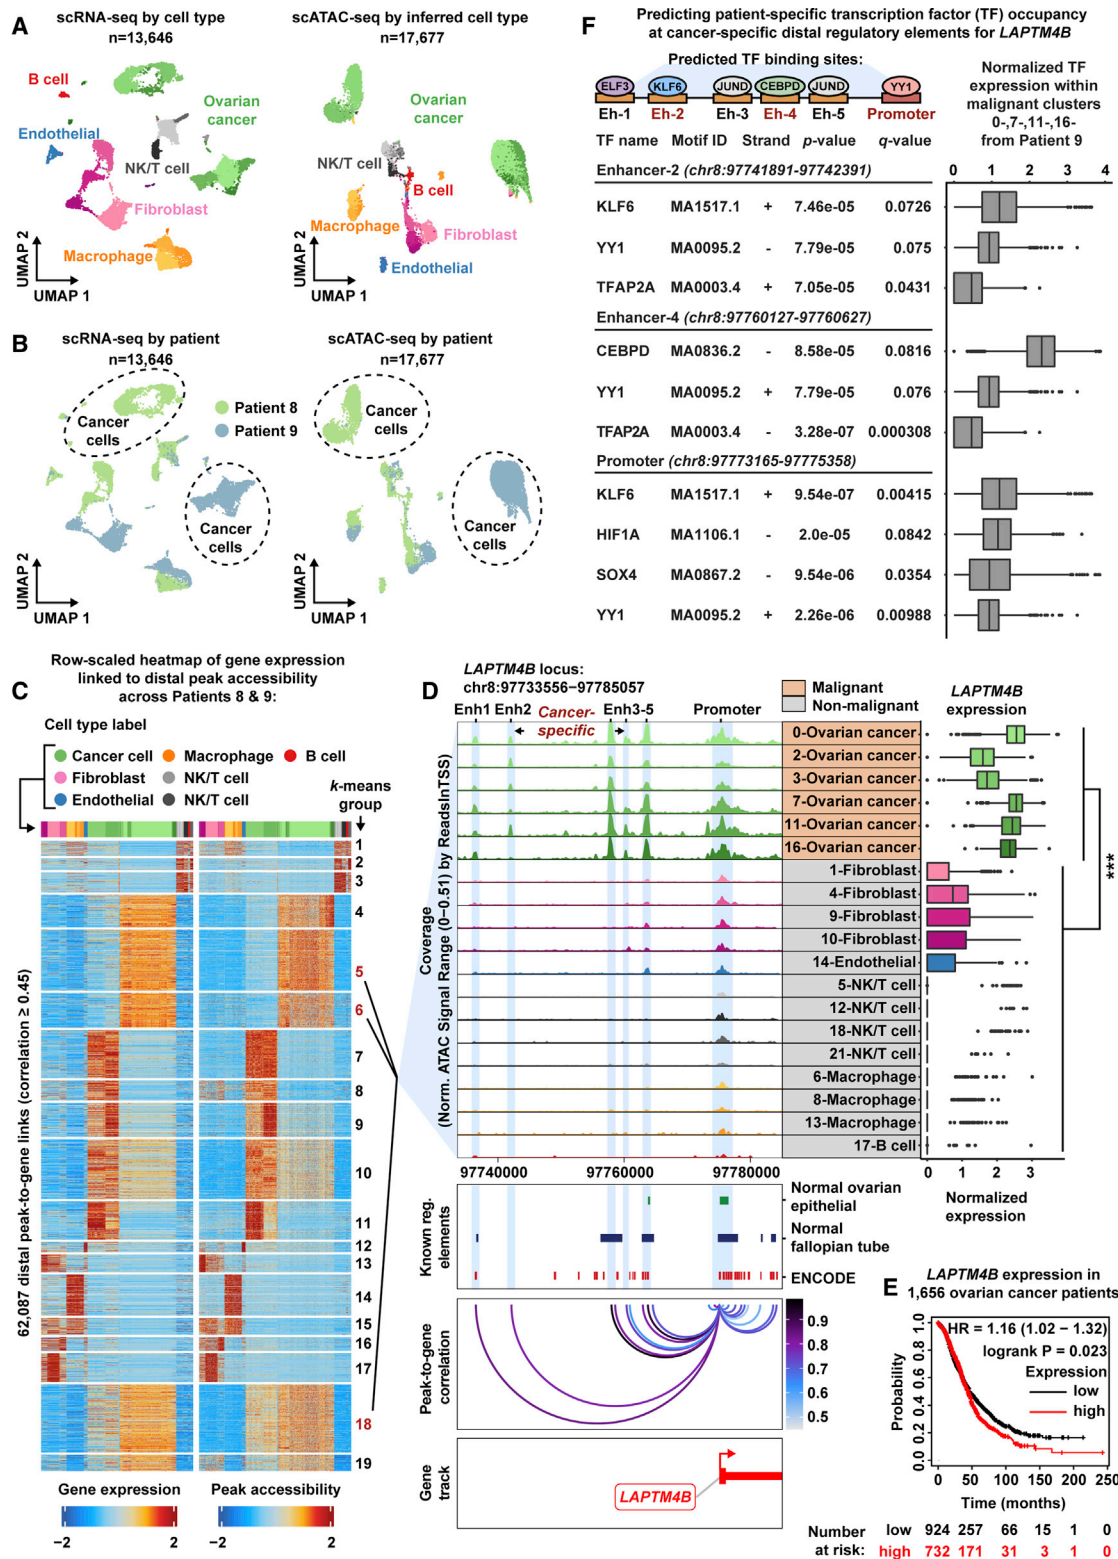 A
scRNA-seq by cell type
n=13,646
scATAC-seq by inferred cell type
n=17,677
B cell
Ovarian
cancer
Endothelial
NK/T cell
Fibroblast
Macrophage
UMAP 2
UMAP 1
Ovarian
cancer
NK/T cell
B cell
Macrophage
Fibroblast
Endothelial
UMAP 2
UMAP 1
B
scRNA-seq by patient
n=13,646
scATAC-seq by patient
n=17,677
Cancer
cells
Patient 8
Patient 9
Cancer
cells
Cancer
cells
Cancer
cells
UMAP 2
UMAP 1
UMAP 2
UMAP 1
C
Row-scaled heatmap of gene expression
linked to distal peak accessibility
across Patients 8 & 9:
Cell type label
Cancer cell
Macrophage
B cell
Fibroblast
NK/T cell
Endothelial
NK/T cell
k-means
group
62,087 distal peak-to-gene links (correlation ≥ 0.45)
1
2
3
4
5
6
7
8
9
10
11
12
13
14
15
16
17
18
19
Gene expression
−2
2
Peak accessibility
−2
2
D
LAPTM4B locus:
chr8:97733556−97785057
Enh1 Enh2
Cancer-
specific
Enh3-5
Promoter
Malignant
Non-malignant
LAPTM4B
expression
Coverage
(Norm. ATAC Signal Range (0−0.51) by ReadsInTSS)
0-Ovarian cancer
2-Ovarian cancer
3-Ovarian cancer
7-Ovarian cancer
11-Ovarian cancer
16-Ovarian cancer
1-Fibroblast
4-Fibroblast
9-Fibroblast
10-Fibroblast
14-Endothelial
5-NK/T cell
12-NK/T cell
18-NK/T cell
21-NK/T cell
6-Macrophage
8-Macrophage
13-Macrophage
17-B cell
***
97740000
97760000
97780000
0 1 2 3
Normalized
expression
Known reg.
elements
Normal ovarian
epithelial
Normal
fallopian tube
ENCODE
Peak-to-gene
correlation
0.9
0.8
0.7
0.6
0.5
Gene
track
LAPTM4B
E
LAPTM4B expression in
1,656 ovarian cancer patients
HR = 1.16 (1.02 − 1.32)
logrank P = 0.023
Expression
low
high
Probability
1.0
0.8
0.6
0.4
0.2
0.0
0 50 100 150 200 250
Time (months)
Number
at risk:
low 924 257 66 15 1 0
high 732 171 31 3 1 0
F
Predicting patient-specific transcription factor (TF) occupancy
at cancer-specific distal regulatory elements for LAPTM4B
Predicted TF binding sites:
ELF3
KLF6
JUND
CEBPD
JUND
YY1
Eh-1
Eh-2
Eh-3
Eh-4
Eh-5
Promoter
Normalized TF
expression within
malignant clusters
0-,7-,11-,16-
from Patient 9
TF name Motif ID Strand p-value q-value
0 1 2 3 4
Enhancer-2 (chr8:97741891-97742391)
KLF6 MA1517.1 + 7.46e-05 0.0726
YY1 MA0095.2 - 7.79e-05 0.075
TFAP2A MA0003.4 + 7.05e-05 0.0431
Enhancer-4 (chr8:97760127-97760627)
CEBPD MA0836.2 - 8.58e-05 0.0816
YY1 MA0095.2 + 7.79e-05 0.076
TFAP2A MA0003.4 - 3.28e-07 0.000308
Promoter (chr8:97773165-97775358)
KLF6 MA1517.1 + 9.54e-07 0.00415
HIF1A MA1106.1 - 2.0e-05 0.0842
SOX4 MA0867.2 - 9.54e-06 0.0354
YY1 MA0095.2 + 2.26e-06 0.00988